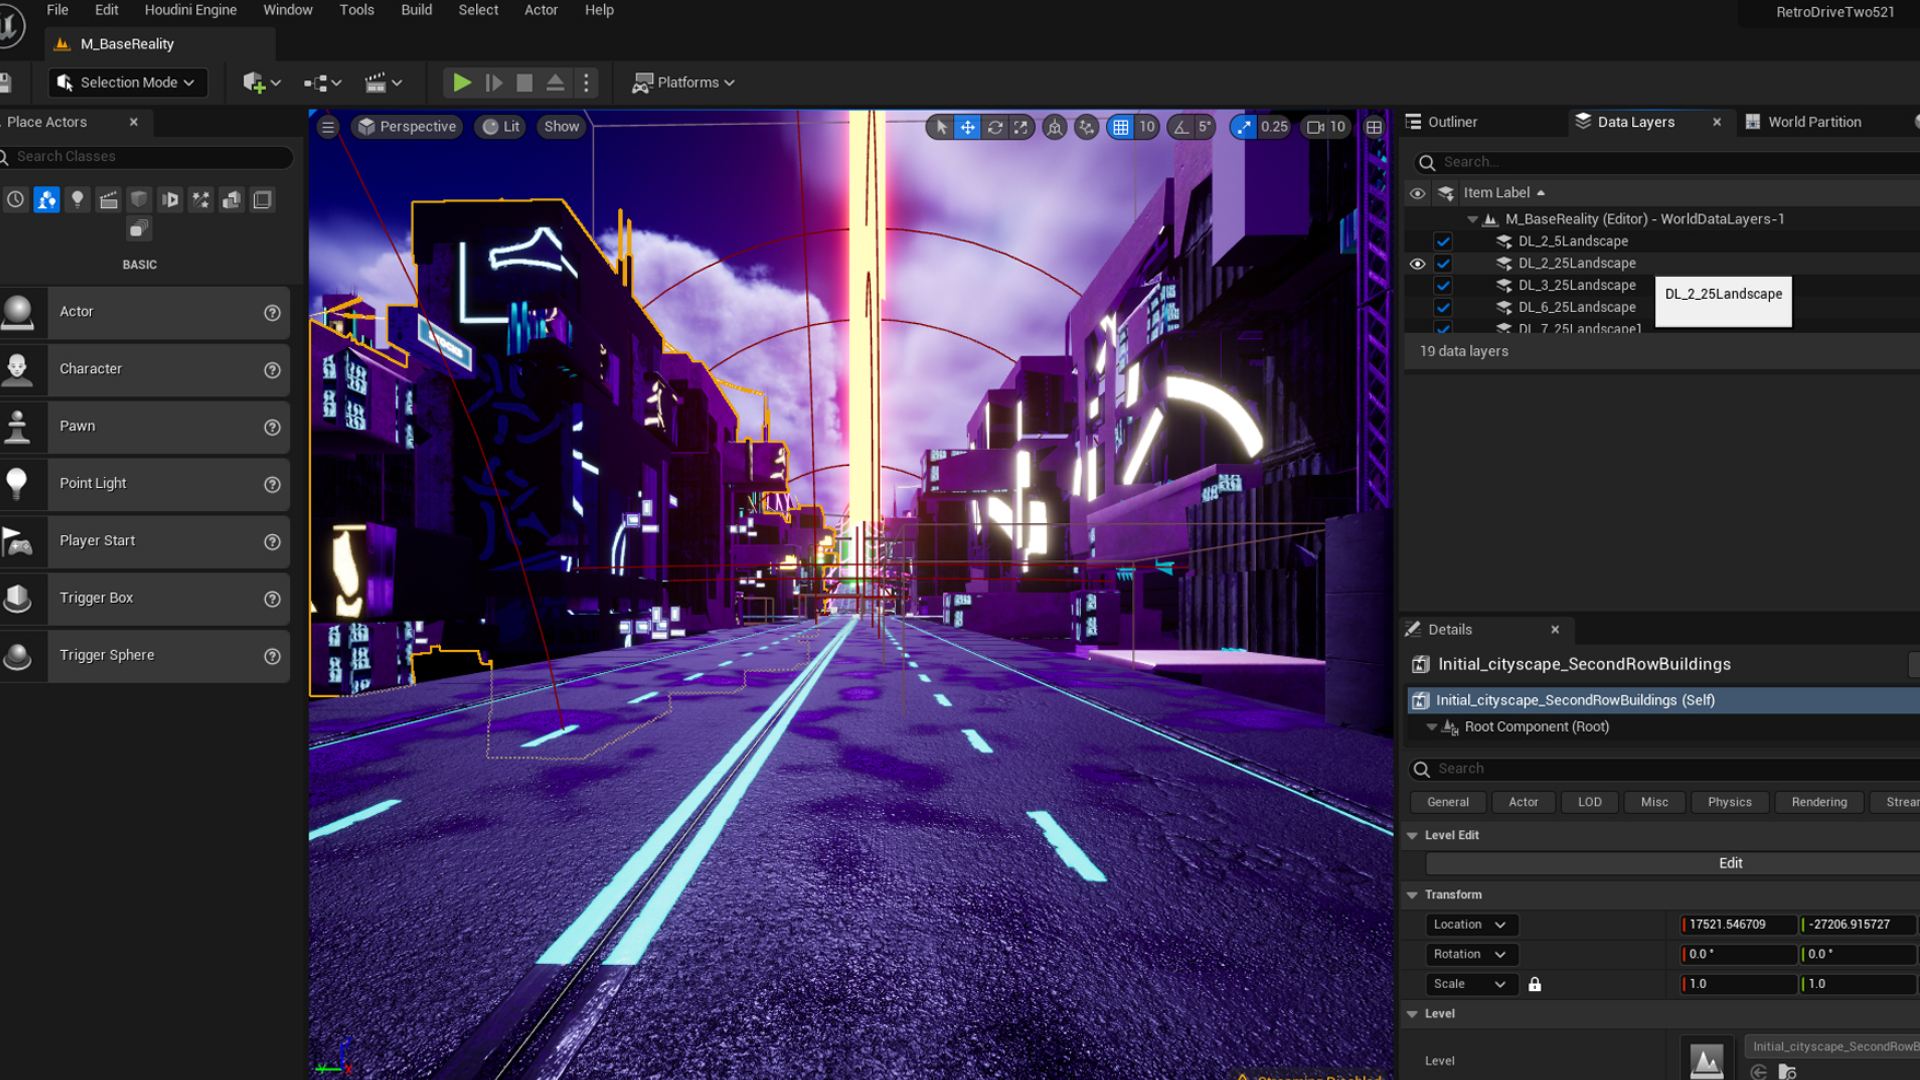 File Edit Houdini Engine Window Tools Build Select Actor Help
RetroDriveTwo521
M_BaseReality
Selection Mode
Platforms
Place Actors
Search Classes
BASIC
Actor
Character
Pawn
Point Light
Player Start
Trigger Box
Trigger Sphere
Perspective Lit Show
10 5° 0.25 10
Outliner Data Layers World Partition
Search...
Item Label
M_BaseReality (Editor) - WorldDataLayers-1
DL_2_5Landscape
DL_2_25Landscape
DL_3_25Landscape
DL_6_25Landscape
DL_7_25Landscape1
DL_2_25Landscape
19 data layers
Details
Initial_cityscape_SecondRowBuildings
Initial_cityscape_SecondRowBuildings (Self)
Root Component (Root)
Search
General Actor LOD Misc Physics Rendering Strear
Level Edit
Edit
Transform
Location 17521.546709 -27206.915727
Rotation 0.0 ° 0.0 °
Scale 1.0 1.0
Level
Level Initial_cityscape_SecondRowB
Streaming Disabled